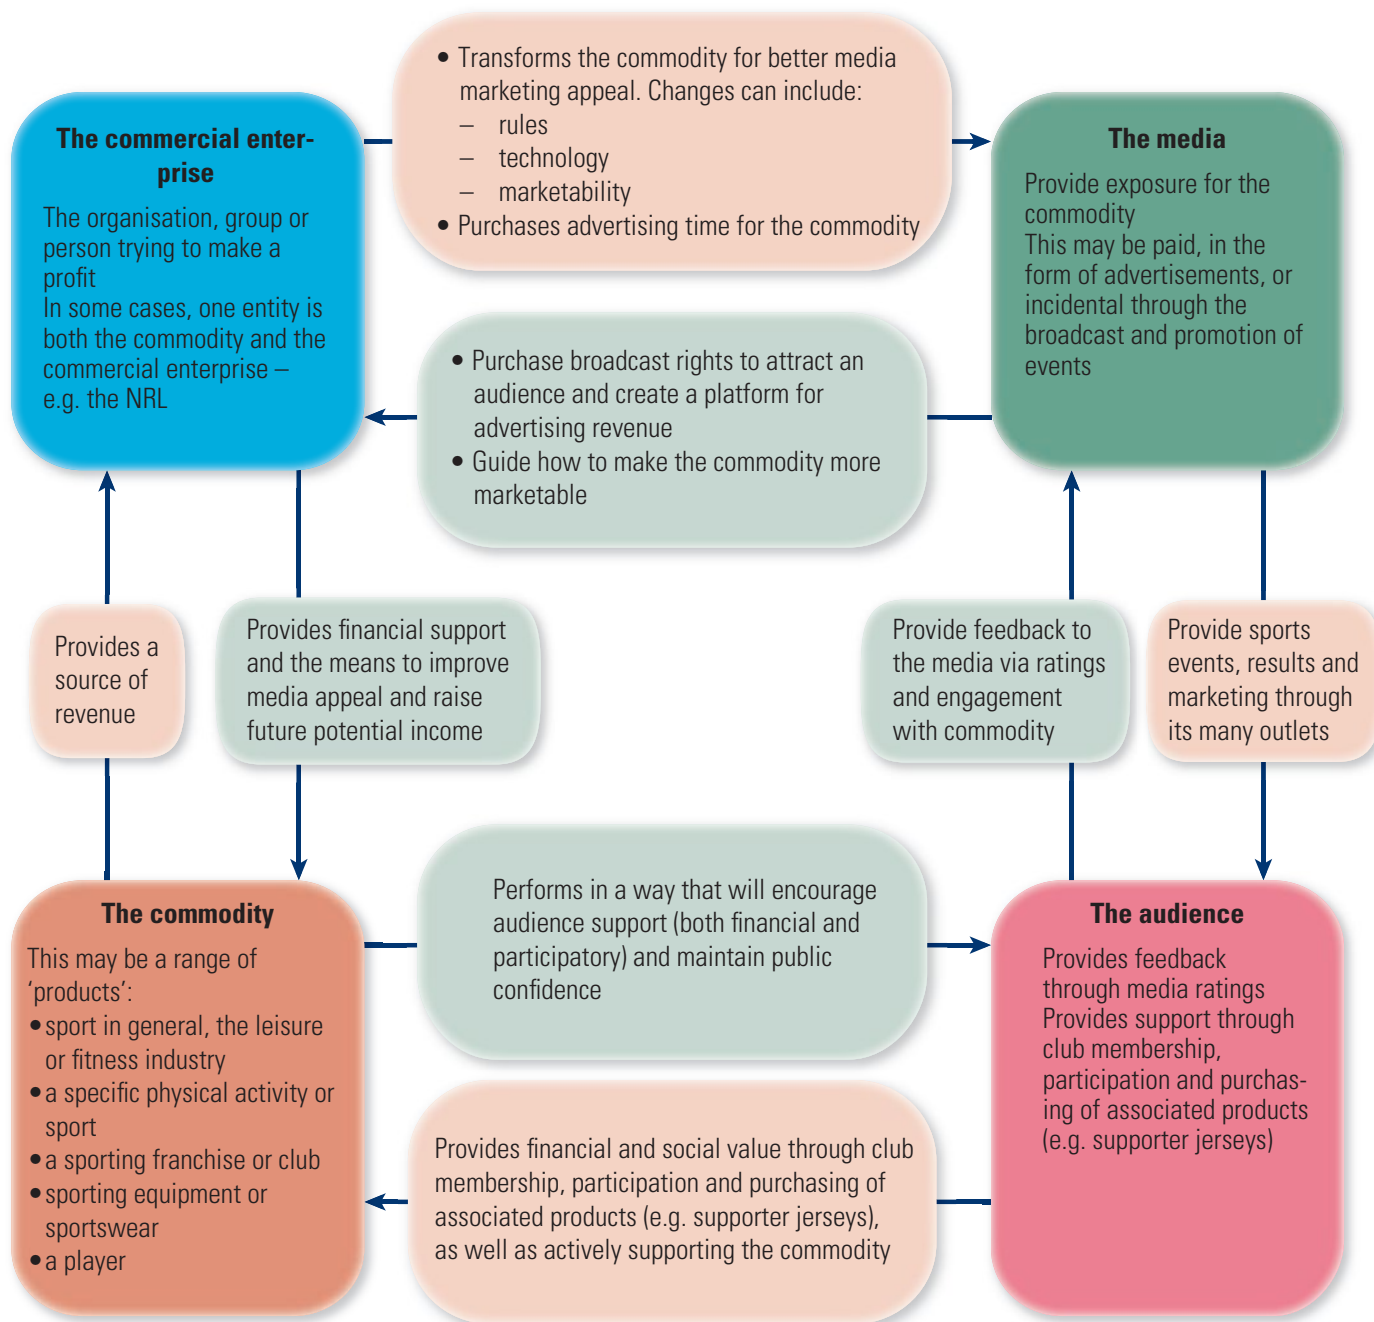 • Transforms the commodity for better media
marketing appeal. Changes can include:
– rules
– technology
– marketability
• Purchases advertising time for the commodity
The commercial enter-
prise
The organisation, group or
person trying to make a
profit
In some cases, one entity is
both the commodity and the
commercial enterprise –
e.g. the NRL
The media
Provide exposure for the
commodity
This may be paid, in the
form of advertisements, or
incidental through the
broadcast and promotion of
events
• Purchase broadcast rights to attract an
audience and create a platform for
advertising revenue
• Guide how to make the commodity more
marketable
Provides a
source of
revenue
Provides financial support
and the means to improve
media appeal and raise
future potential income
Provide feedback to
the media via ratings
and engagement
with commodity
Provide sports
events, results and
marketing through
its many outlets
The commodity
This may be a range of
‘products’:
• sport in general, the leisure
or fitness industry
• a specific physical activity or
sport
• a sporting franchise or club
• sporting equipment or
sportswear
• a player
Performs in a way that will encourage
audience support (both financial and
participatory) and maintain public
confidence
The audience
Provides feedback
through media ratings
Provides support through
club membership,
participation and purchas-
ing of associated products
(e.g. supporter jerseys)
Provides financial and social value through club
membership, participation and purchasing of
associated products (e.g. supporter jerseys),
as well as actively supporting the commodity